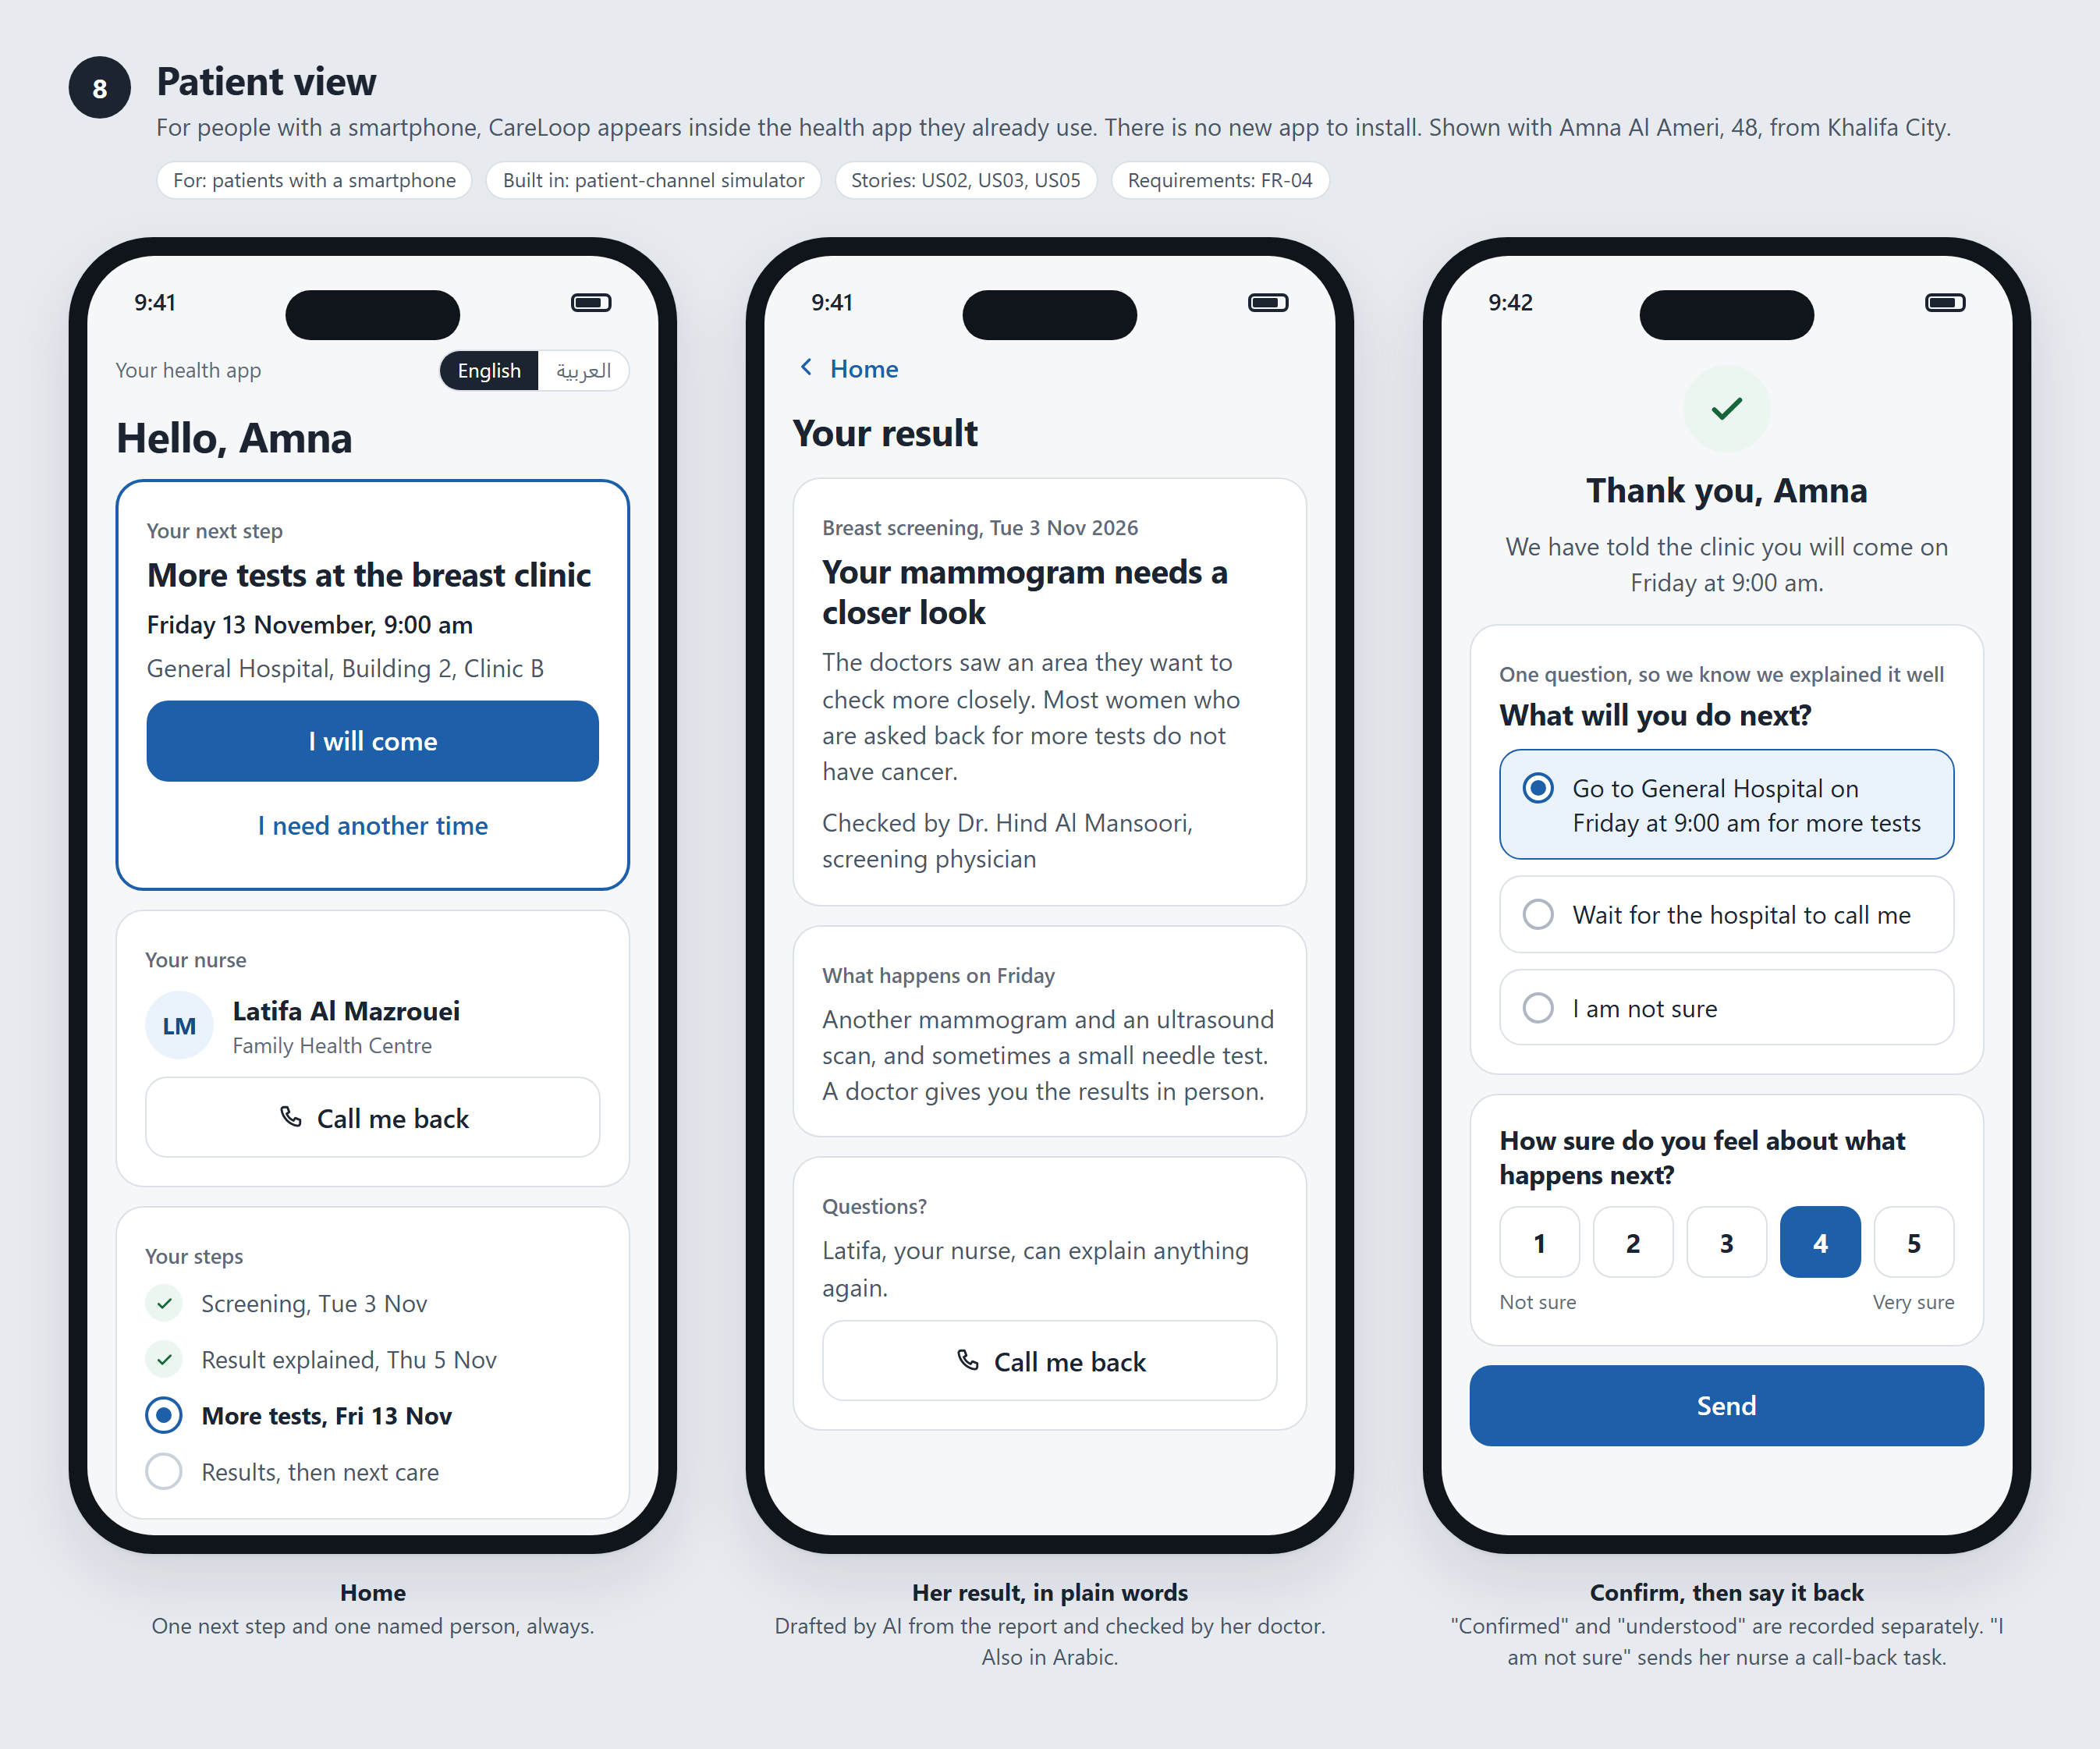 8
Patient view
For people with a smartphone, CareLoop appears inside the health app they already use. There is no new app to install. Shown with Amna Al Ameri, 48, from Khalifa City.
For: patients with a smartphone
Built in: patient-channel simulator
Stories: US02, US03, US05
Requirements: FR-04
9:41
Your health app
English
العربية
Hello, Amna
Your next step
More tests at the breast clinic
Friday 13 November, 9:00 am
General Hospital, Building 2, Clinic B
I will come
I need another time
Your nurse
LM
Latifa Al Mazrouei
Family Health Centre
Call me back
Your steps
Screening, Tue 3 Nov
Result explained, Thu 5 Nov
More tests, Fri 13 Nov
Results, then next care
Home
One next step and one named person, always.
9:41
Home
Your result
Breast screening, Tue 3 Nov 2026
Your mammogram needs a
closer look
The doctors saw an area they want to
check more closely. Most women who
are asked back for more tests do not
have cancer.
Checked by Dr. Hind Al Mansoori,
screening physician
What happens on Friday
Another mammogram and an ultrasound
scan, and sometimes a small needle test.
A doctor gives you the results in person.
Questions?
Latifa, your nurse, can explain anything
again.
Call me back
Her result, in plain words
Drafted by AI from the report and checked by her doctor.
Also in Arabic.
9:42
Thank you, Amna
We have told the clinic you will come on
Friday at 9:00 am.
One question, so we know we explained it well
What will you do next?
Go to General Hospital on
Friday at 9:00 am for more tests
Wait for the hospital to call me
I am not sure
How sure do you feel about what
happens next?
1 2 3 4 5
Not sure
Very sure
Send
Confirm, then say it back
"Confirmed" and "understood" are recorded separately. "I
am not sure" sends her nurse a call-back task.